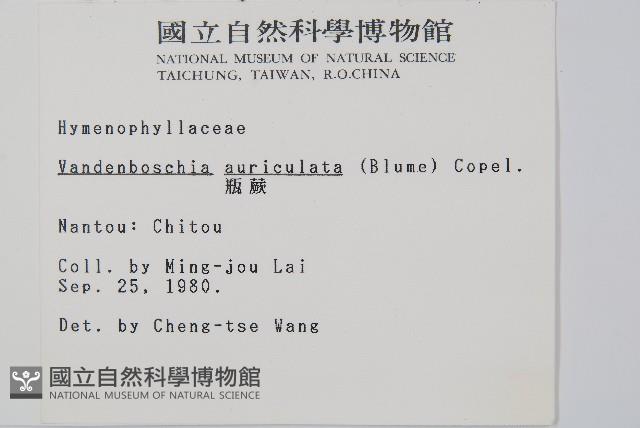 國立自然科學博物館
NATIONAL MUSEUM OF NATURAL SCIENCE
TAICHUNG, TAIWAN, R.O.CHINA
Hymenophyllaceae
Vandenboschia auriculata (Blume) Copel.
瓶蕨
Nantou: Chitou
Coll. by Ming-jou Lai
Sep. 25, 1980.
Det. by Cheng-tse Wang
國立自然科學博物館
NATIONAL MUSEUM OF NATURAL SCIENCE